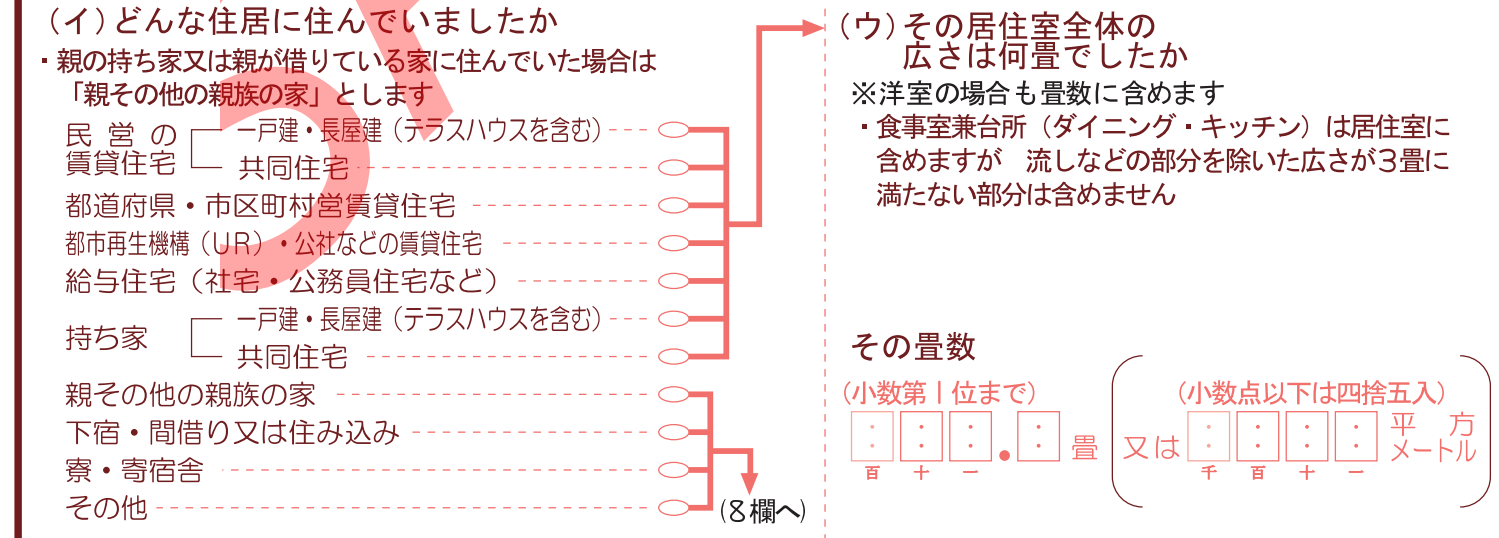 (イ)どんな住居に住んでいましたか
・親の持ち家又は親が借りている家に住んでいた場合は
「親その他の親族の家」とします
民営の
賃貸住宅
一戸建・長屋建(テラスハウスを含む)
共同住宅
都道府県・市区町村営賃貸住宅
都市再生機構(UR)・公社などの賃貸住宅
給与住宅(社宅・公務員住宅など)
持ち家
一戸建・長屋建(テラスハウスを含む)
共同住宅
親その他の親族の家
下宿・間借り又は住み込み
寮・寄宿舎
その他
(8欄へ)
(ウ)その居住室全体の
広さは何畳でしたか
※洋室の場合も畳数に含めます
・食事室兼台所(ダイニング・キッチン)は居住室に
含めますが 流しなどの部分を除いた広さが3畳に
満たない部分は含めません
その畳数
(小数第1位まで)
百 十 一 . 畳
又は
(小数点以下は四捨五入)
千 百 十 一
平方
メートル